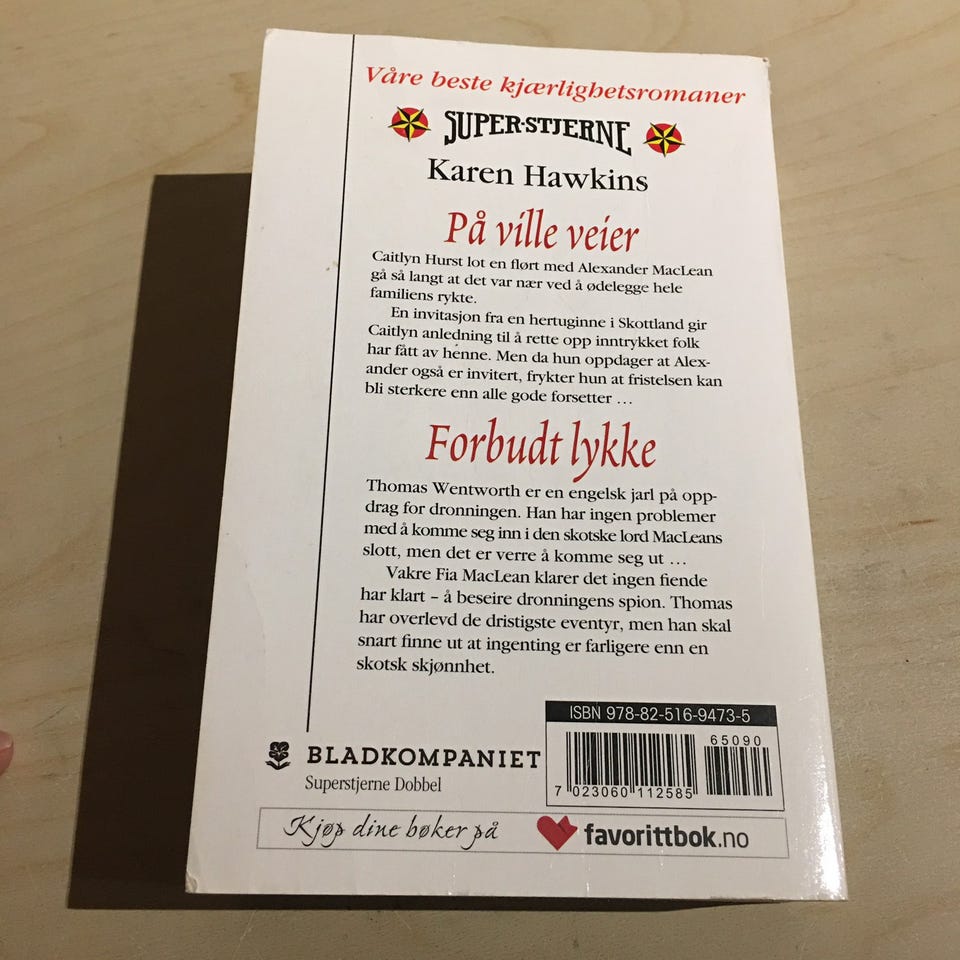 Våre beste kjærlighetsromaner
SUPER-STJERNE
Karen Hawkins
På ville veier
Caitlyn Hurst lot en flørt med Alexander MacLean
gå så langt at det var nær ved å ødelegge hele
familiens rykte.
En invitasjon fra en hertuginne i Skottland gir
Caitlyn anledning til å rette opp inntrykket folk
har fått av henne. Men da hun oppdager at Alex-
ander også er invitert, frykter hun at fristelsen kan
bli sterkere enn alle gode forsetter ...
Forbudt lykke
Thomas Wentworth er en engelsk jarl på opp-
drag for dronningen. Han har ingen problemer
med å komme seg inn i den skotske lord MacLeans
slott, men det er verre å komme seg ut ...
Vakre Fia MacLean klarer det ingen fiende
har klart – å beseire dronningens spion. Thomas
har overlevd de dristigste eventyr, men han skal
snart finne ut at ingenting er farligere enn en
skotsk skjønnhet.
ISBN 978-82-516-9473-5
65090
7 023060 112585
BLADKOMPANIET
Superstjerne Dobbel
Kjøp dine bøker på favorittbok.no